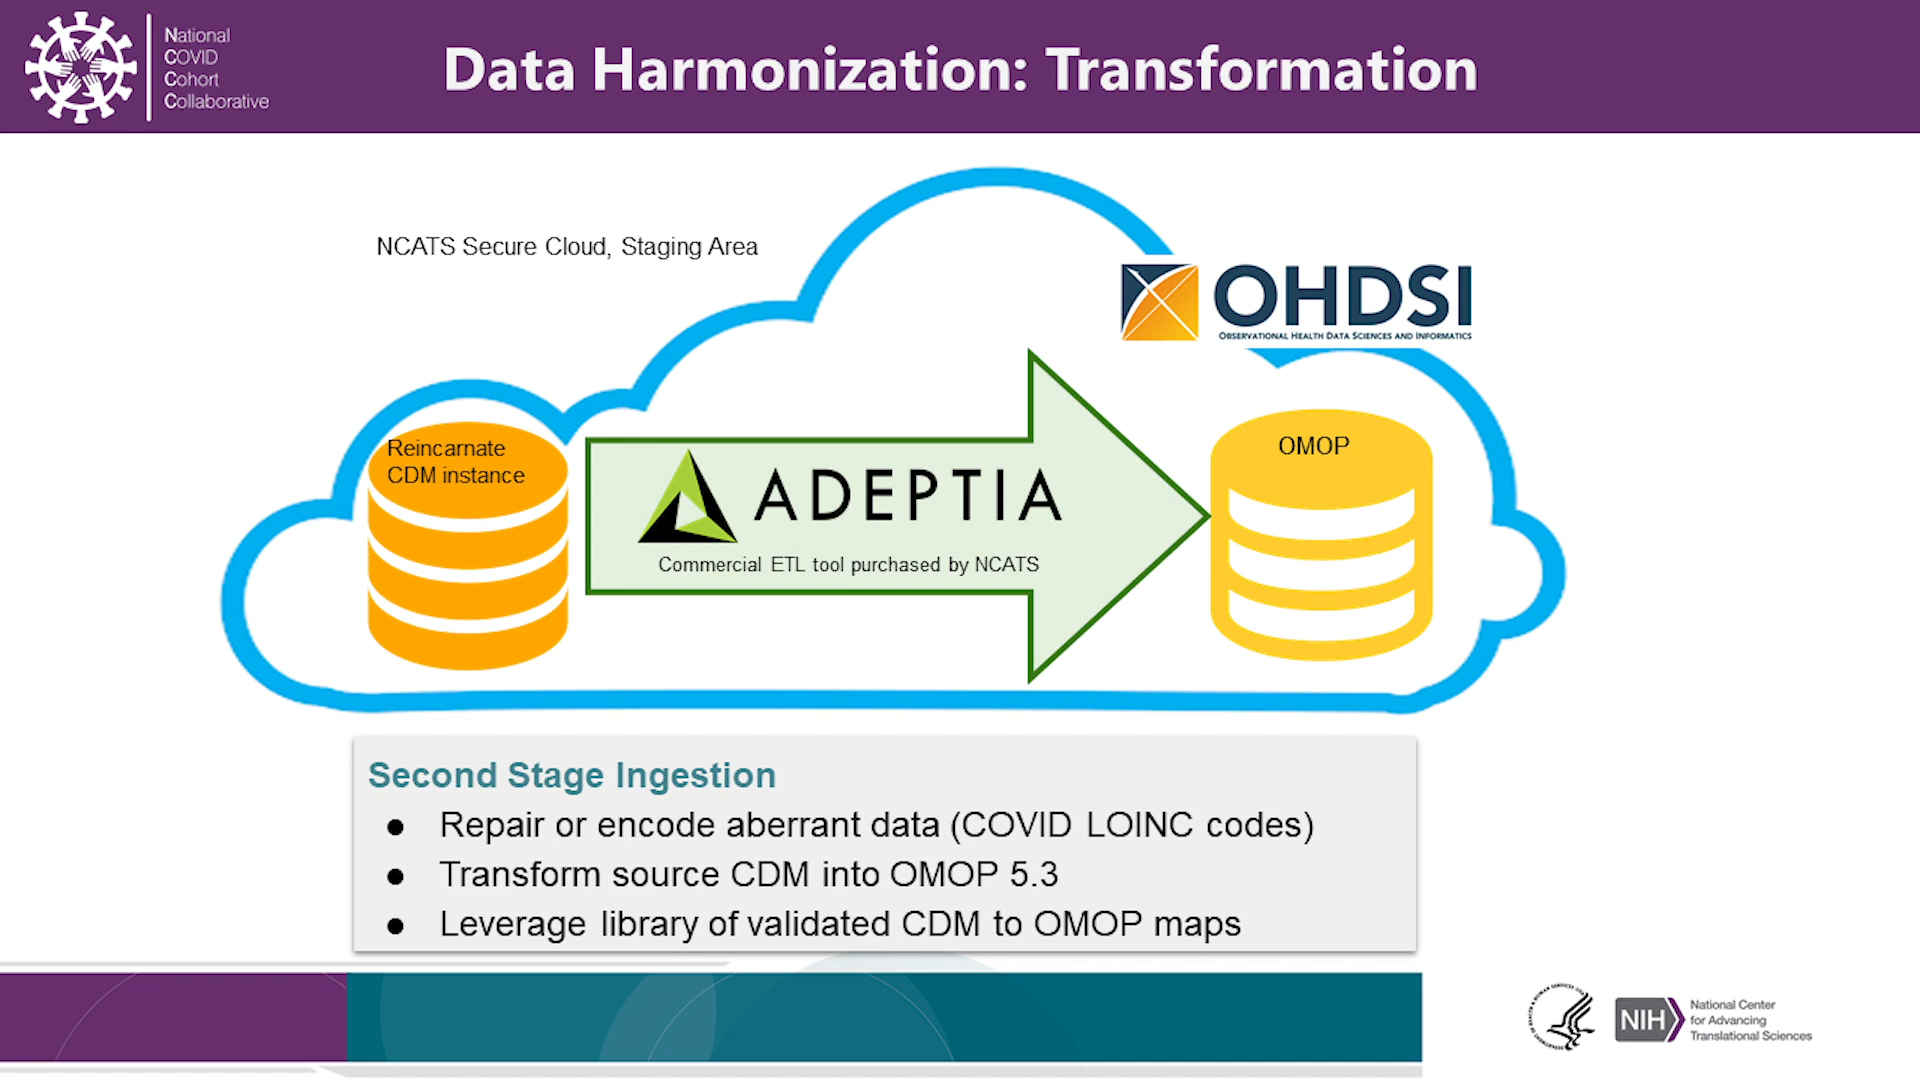 National
COVID
Cohort
Collaborative
Data Harmonization: Transformation
NCATS Secure Cloud, Staging Area
OHDSI
OBSERVATIONAL HEALTH DATA SCIENCES AND INFORMATICS
Reincarnate
CDM instance
ADEPTIA
Commercial ETL tool purchased by NCATS
OMOP
Second Stage Ingestion
● Repair or encode aberrant data (COVID LOINC codes)
● Transform source CDM into OMOP 5.3
● Leverage library of validated CDM to OMOP maps
NIH
National Center
for Advancing
Translational Sciences